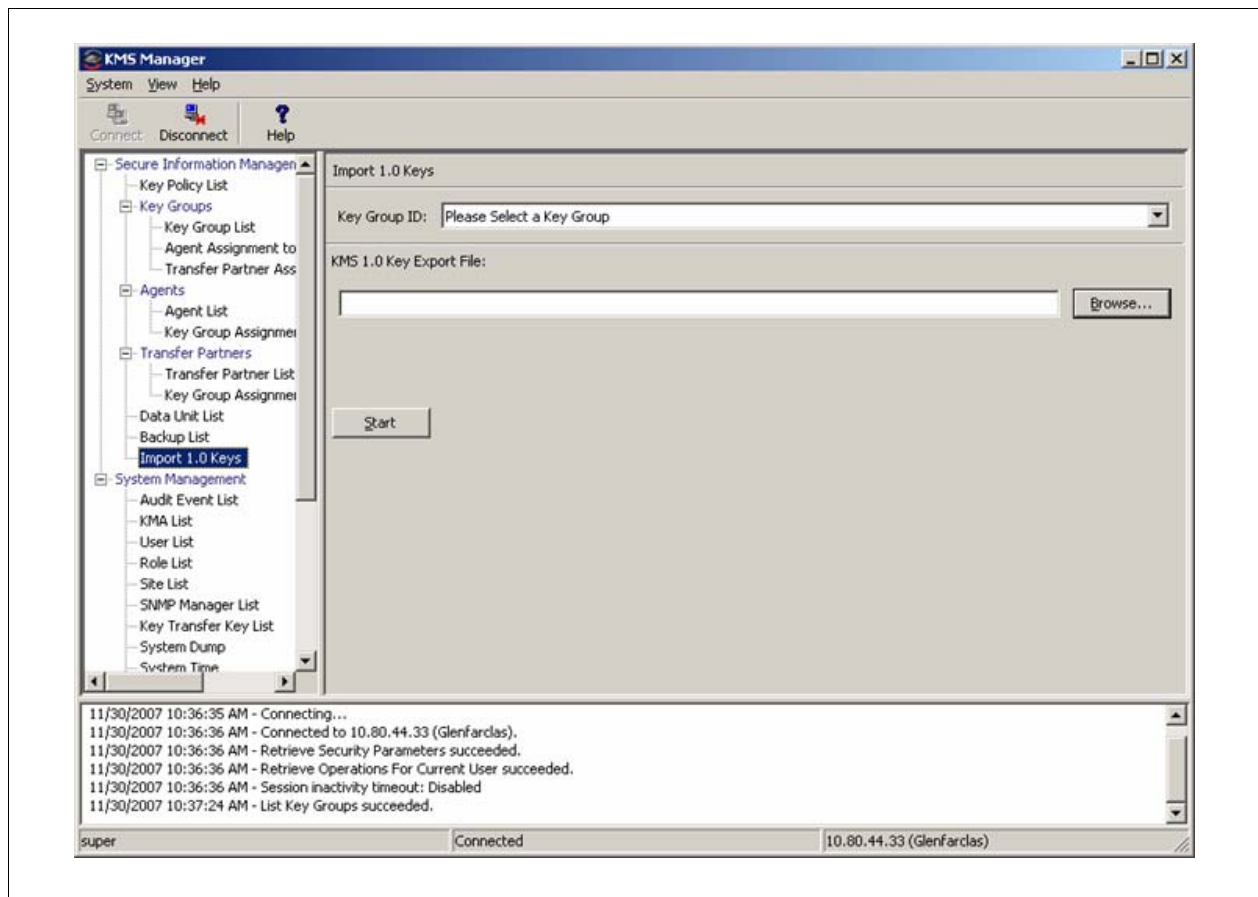 KMS Manager
System View Help
Connect Disconnect Help
Secure Information Managen
Key Policy List
Key Groups
Key Group List
Agent Assignment to
Transfer Partner Ass
Agents
Agent List
Key Group Assignmer
Transfer Partners
Transfer Partner List
Key Group Assignmer
Data Unit List
Backup List
Import 1.0 Keys
System Management
Audit Event List
KMA List
User List
Role List
Site List
SNMP Manager List
Key Transfer Key List
System Dump
System Time
Import 1.0 Keys
Key Group ID: Please Select a Key Group
KMS 1.0 Key Export File:
Browse...
Start
11/30/2007 10:36:35 AM - Connecting...
11/30/2007 10:36:36 AM - Connected to 10.80.44.33 (Glenfarclas).
11/30/2007 10:36:36 AM - Retrieve Security Parameters succeeded.
11/30/2007 10:36:36 AM - Retrieve Operations For Current User succeeded.
11/30/2007 10:36:36 AM - Session inactivity timeout: Disabled
11/30/2007 10:37:24 AM - List Key Groups succeeded.
super Connected 10.80.44.33 (Glenfarclas)